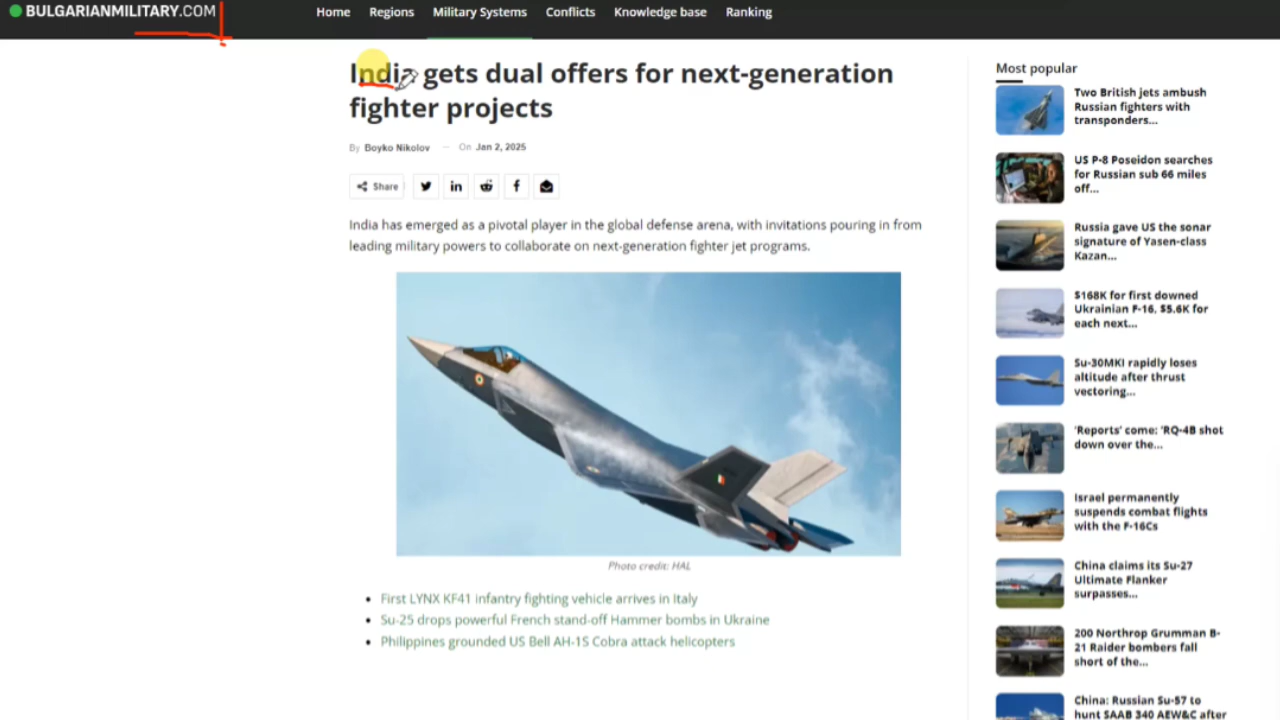 BULGARIANMILITARY.COM
Home Regions Military Systems Conflicts Knowledge base Ranking
India gets dual offers for next-generation
fighter projects
By Boyko Nikolov — On Jan 2, 2025
Share
India has emerged as a pivotal player in the global defense arena, with invitations pouring in from
leading military powers to collaborate on next-generation fighter jet programs.
Photo credit: HAL
First LYNX KF41 infantry fighting vehicle arrives in Italy
Su-25 drops powerful French stand-off Hammer bombs in Ukraine
Philippines grounded US Bell AH-1S Cobra attack helicopters
Most popular
Two British jets ambush
Russian fighters with
transponders...
US P-8 Poseidon searches
for Russian sub 66 miles
off...
Russia gave US the sonar
signature of Yasen-class
Kazan...
$168K for first downed
Ukrainian F-16, $5.6K for
each next...
Su-30MKI rapidly loses
altitude after thrust
vectoring...
'Reports' come: 'RQ-4B shot
down over the...
Israel permanently
suspends combat flights
with the F-16Cs
China claims its Su-27
Ultimate Flanker
surpasses...
200 Northrop Grumman B-
21 Raider bombers fall
short of the...
China: Russian Su-57 to
hunt SAAB 340 AEW&C after